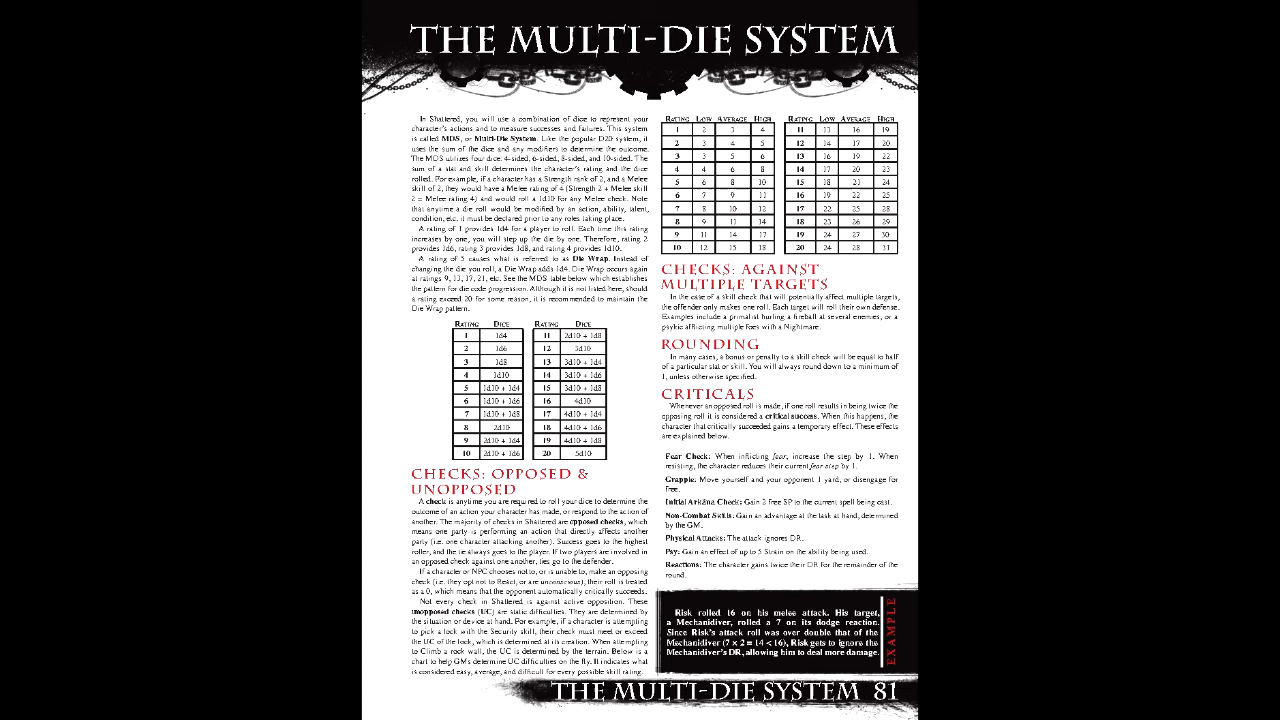 THE MULTI-DIE SYSTEM
In Shattered, you will use a combination of dice to represent your
character's actions and to measure successes and failures. This system
is called MDS, or Multi-Die System. Like the popular D20 system, it
uses the sum of the dice and any modifiers to determine the outcome.
The MDS utilizes four dice: 4-sided, 6-sided, 8-sided, and 10-sided. The
sum of a stat and skill determines the character's rating, and the dice
rolled. For example, if a character has a Strength rank of 2, and a Melee
skill of 2, they would have a Melee rating of 4 (Strength 2 + Melee skill
2 = Melee rating 4) and would roll a 1d10 for any Melee check. Note
that anytime a die roll would be modified by an action, ability, talent,
condition, etc. it must be declared prior to any roles taking place.
A rating of 1 provides 1d4 for a player to roll. Each time this rating
increases by one, you will step up the die by one. Therefore, rating 2
provides 1d6, rating 3 provides 1d8, and rating 4 provides 1d10.
A rating of 5 causes what is referred to as Die Wrap. Instead of
changing the die you roll, a Die Wrap adds 1d4. Die Wrap occurs again
at ratings 9, 13, 17, 21, etc. See the MDS table below which establishes
the pattern for die code progression. Although it is not listed here, should
a rating exceed 20 for some reason, it is recommended to maintain the
Die Wrap pattern.
RATING DICE RATING DICE
1 1d4 11 2d10 + 1d8
2 1d6 12 3d10
3 1d8 13 3d10 + 1d4
4 1d10 14 3d10 + 1d6
5 1d10 + 1d4 15 3d10 + 1d8
6 1d10 + 1d6 16 4d10
7 1d10 + 1d8 17 4d10 + 1d4
8 2d10 18 4d10 + 1d6
9 2d10 + 1d4 19 4d10 + 1d8
10 2d10 + 1d6 20 5d10
CHECKS: OPPOSED &
UNOPPOSED
A check is anytime you are required to roll your dice to determine the
outcome of an action your character has made, or respond to the action of
another. The majority of checks in Shattered are opposed checks, which
means one party is performing an action that directly affects another
party (i.e. one character attacking another). Success goes to the highest
roller, and the tie always goes to the player. If two players are involved in
an opposed check against one another, ties go to the defender.
If a character or NPC chooses not to, or is unable to, make an opposing
check (i.e. they opt not to React, or are unconscious), their roll is treated
as a 0, which means that the opponent automatically critically succeeds.
Not every check in Shattered is against active opposition. These
unopposed checks (UC) are static difficulties. They are determined by
the situation or device at hand. For example, if a character is attempting
to pick a lock with the Security skill, their check must meet or exceed
the UC of the lock, which is determined at its creation. When attempting
to Climb a rock wall, the UC is determined by the terrain. Below is a
chart to help GMs determine UC difficulties on the fly. It indicates what
is considered easy, average, and difficult for every possible skill rating.
RATING LOW AVERAGE HIGH RATING LOW AVERAGE HIGH
1 2 3 4 11 13 16 19
2 3 4 5 12 14 17 20
3 3 5 6 13 16 19 22
4 4 6 8 14 17 20 23
5 6 8 10 15 18 21 24
6 7 9 11 16 19 22 25
7 8 10 12 17 22 25 28
8 9 11 14 18 23 26 29
9 11 14 17 19 24 27 30
10 12 15 18 20 24 28 31
CHECKS: AGAINST
MULTIPLE TARGETS
In the case of a skill check that will potentially affect multiple targets,
the offender only makes one roll. Each target will roll their own defense.
Examples include a primalist hurling a fireball at several enemies, or a
psykic afflicting multiple foes with a Nightmare.
ROUNDING
In many cases, a bonus or penalty to a skill check will be equal to half
of a particular stat or skill. You will always round down to a minimum of
1, unless otherwise specified.
CRITICALS
Whenever an opposed roll is made, if one roll results in being twice the
opposing roll it is considered a critical success. When this happens, the
character that critically succeeded gains a temporary effect. These effects
are explained below.
Fear Check: When inflicting fear, increase the step by 1. When
resisting, the character reduces their current fear step by 1.
Grapple: Move yourself and your opponent 1 yard, or disengage for
free.
Initial Arkana Check: Gain 2 free SP to the current spell being cast.
Non-Combat Skills: Gain an advantage at the task at hand, determined
by the GM.
Physical Attacks: The attack ignores DR.
Psy: Gain an effect of up to 5 Strain on the ability being used.
Reactions: The character gains twice their DR for the remainder of the
round.
Risk rolled 16 on his melee attack. His target,
a Mechanidiver, rolled a 7 on its dodge reaction.
Since Risk's attack roll was over double that of the
Mechanidiver (7 x 2 = 14 < 16), Risk gets to ignore the
Mechanidiver's DR, allowing him to deal more damage.
EXAMPLE
THE MULTI-DIE SYSTEM 81